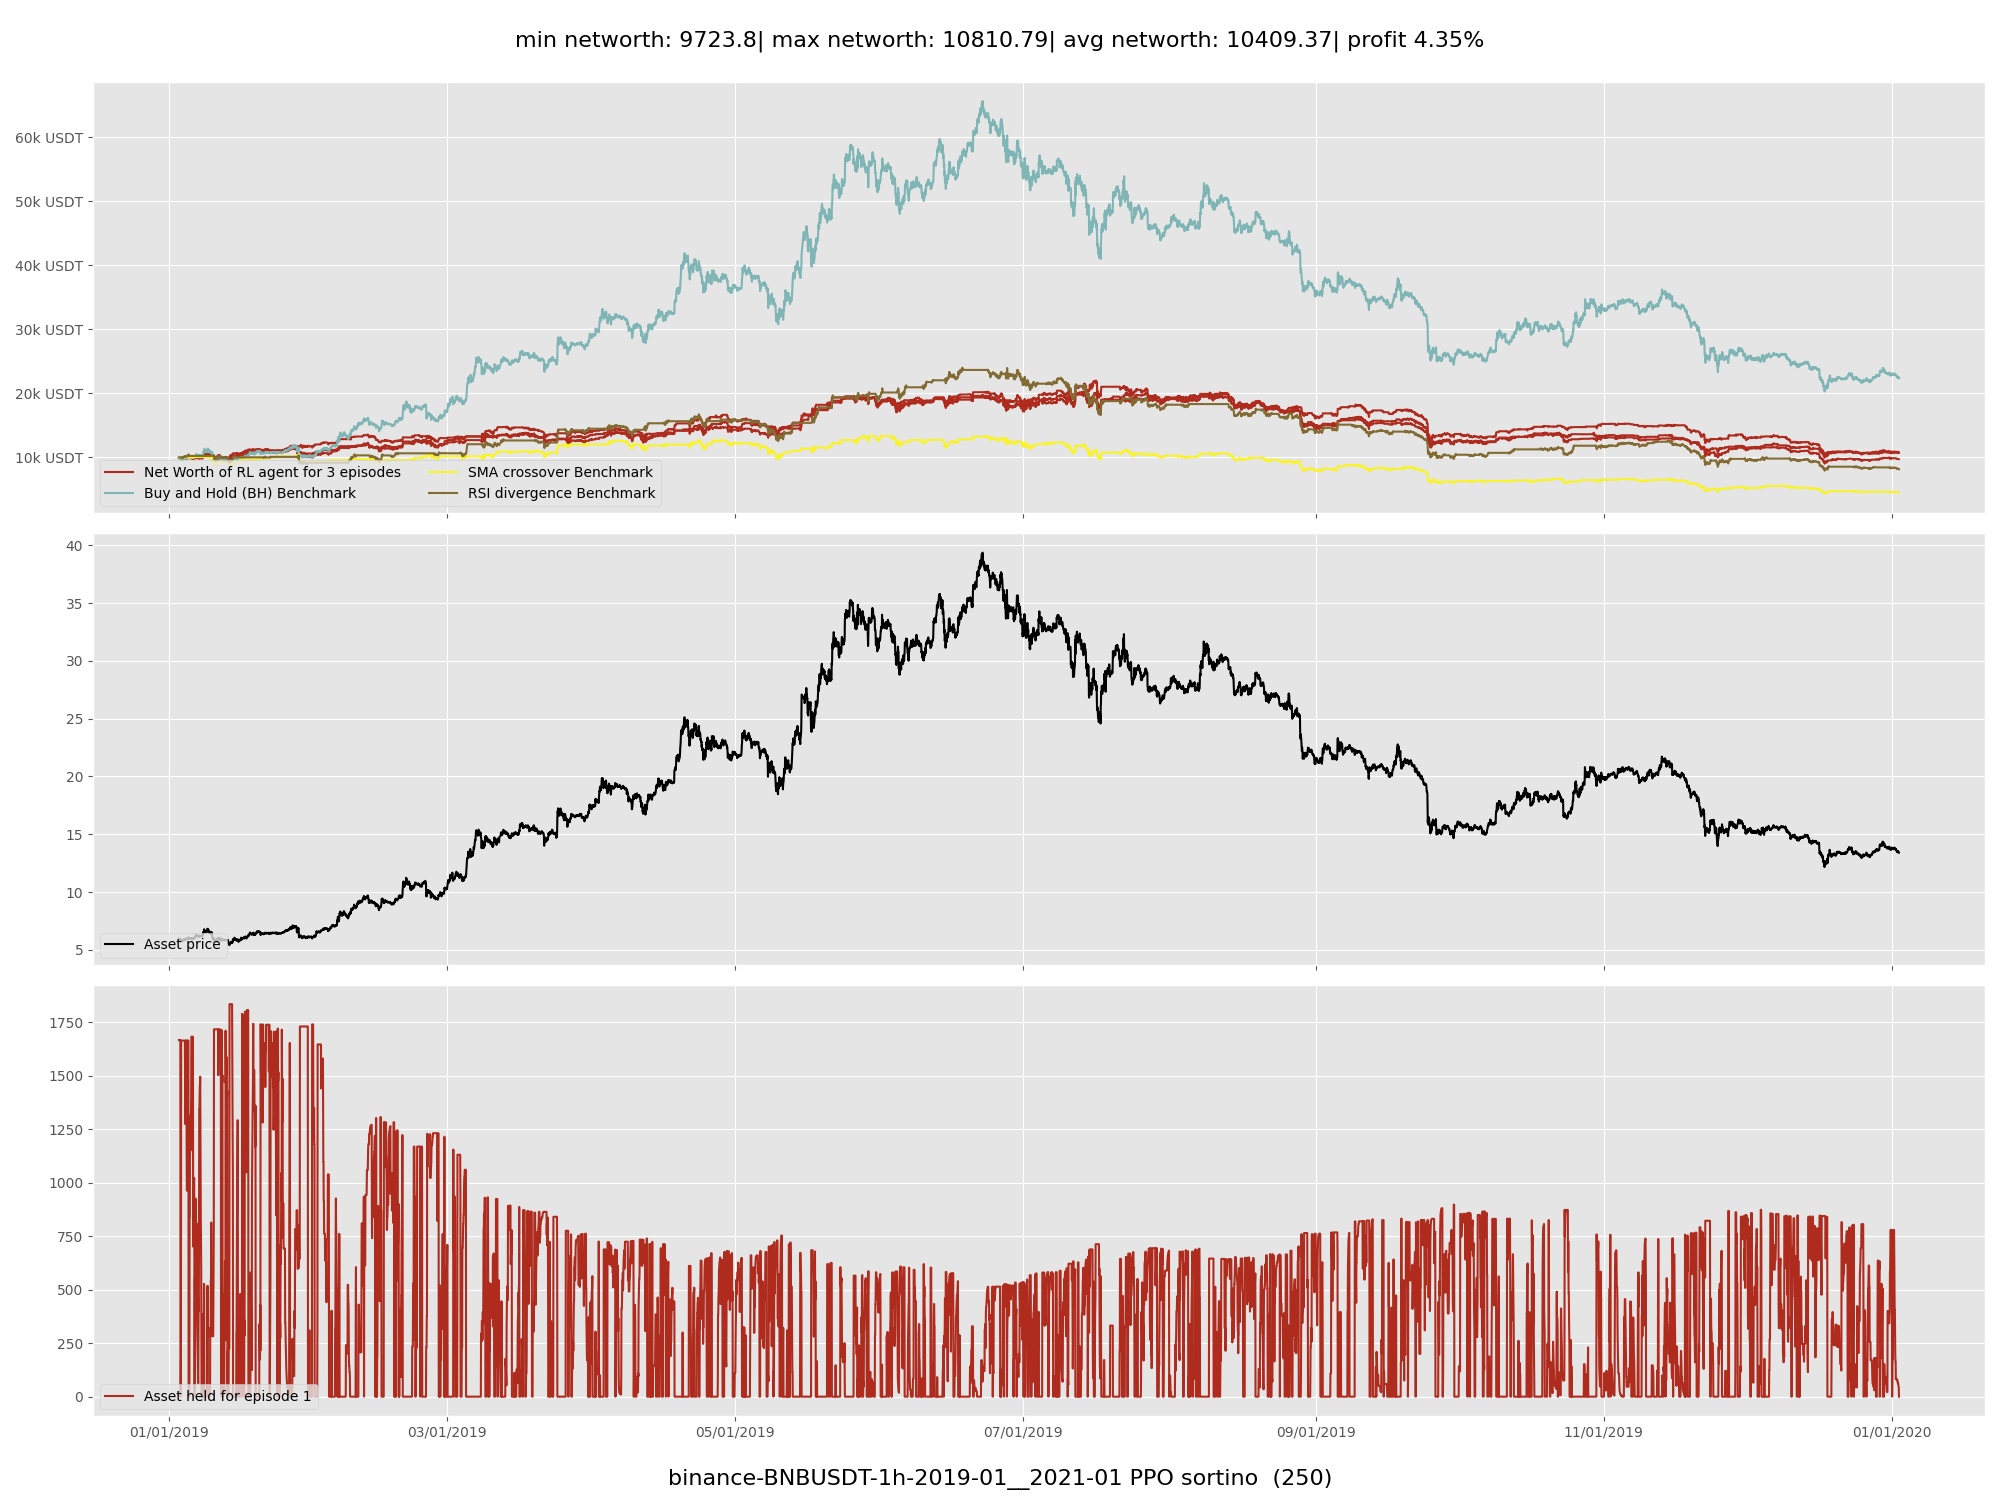 min networth: 9723.8| max networth: 10810.79| avg networth: 10409.37| profit 4.35%
60k USDT
50k USDT
40k USDT
30k USDT
20k USDT
10k USDT
Net Worth of RL agent for 3 episodes
Buy and Hold (BH) Benchmark
SMA crossover Benchmark
RSI divergence Benchmark
40
35
30
25
20
15
10
5
Asset price
1750
1500
1250
1000
750
500
250
0
Asset held for episode 1
01/01/2019
03/01/2019
05/01/2019
07/01/2019
09/01/2019
11/01/2019
01/01/2020
binance-BNBUSDT-1h-2019-01__2021-01 PPO sortino (250)